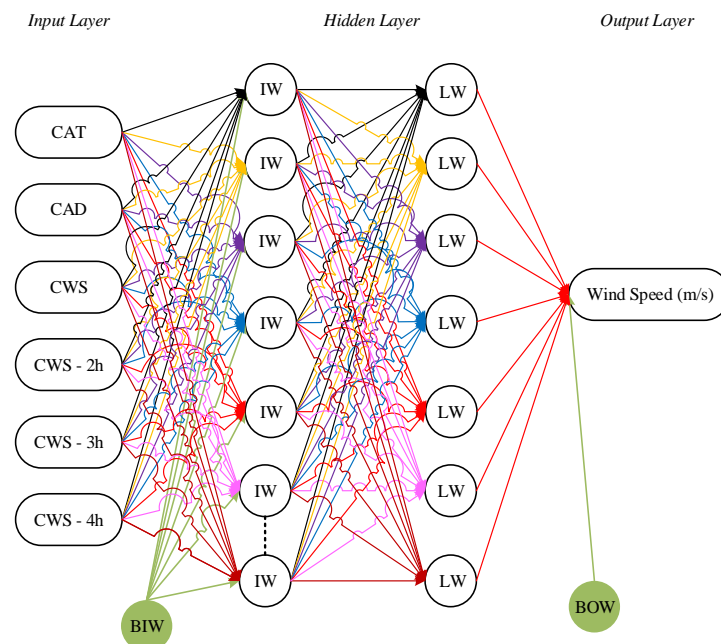 Input Layer
Hidden Layer
Output Layer
CAT
CAD
CWS
CWS - 2h
CWS - 3h
CWS - 4h
BIW
IW
IW
IW
IW
IW
IW
IW
LW
LW
LW
LW
LW
LW
LW
Wind Speed (m/s)
BOW